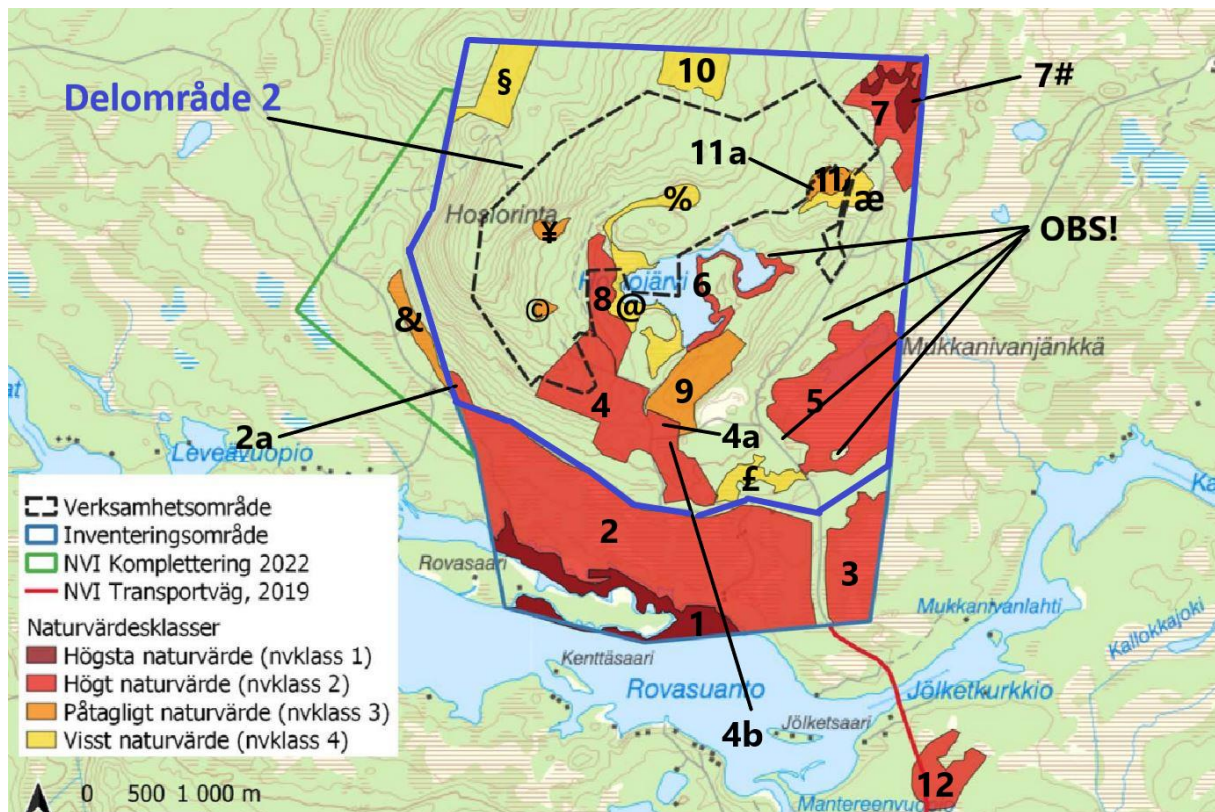 §
10
7#
Delområde 2
7
11a
11
æ
%
Hosiorinta
¥
OBS!
6
8
©
@
&
Mukkanivanjänkkä
9
5
4
2a
4a
Leveävuopio
£
Verksamhetsområde
Inventeringsområde
NVI Komplettering 2022
NVI Transportväg, 2019
Naturvärdesklasser
Högsta naturvärde (nvklass 1)
Högt naturvärde (nvklass 2)
Påtagligt naturvärde (nvklass 3)
Visst naturvärde (nvklass 4)
0 500 1 000 m
2
Rovasaari
3
Mukkanivanlahti
1
Kallokkajoki
Kenttäsaari
Rovasuanto
Jölketkurkkio
4b
Jölketsaari
12
Mantereenvuopio